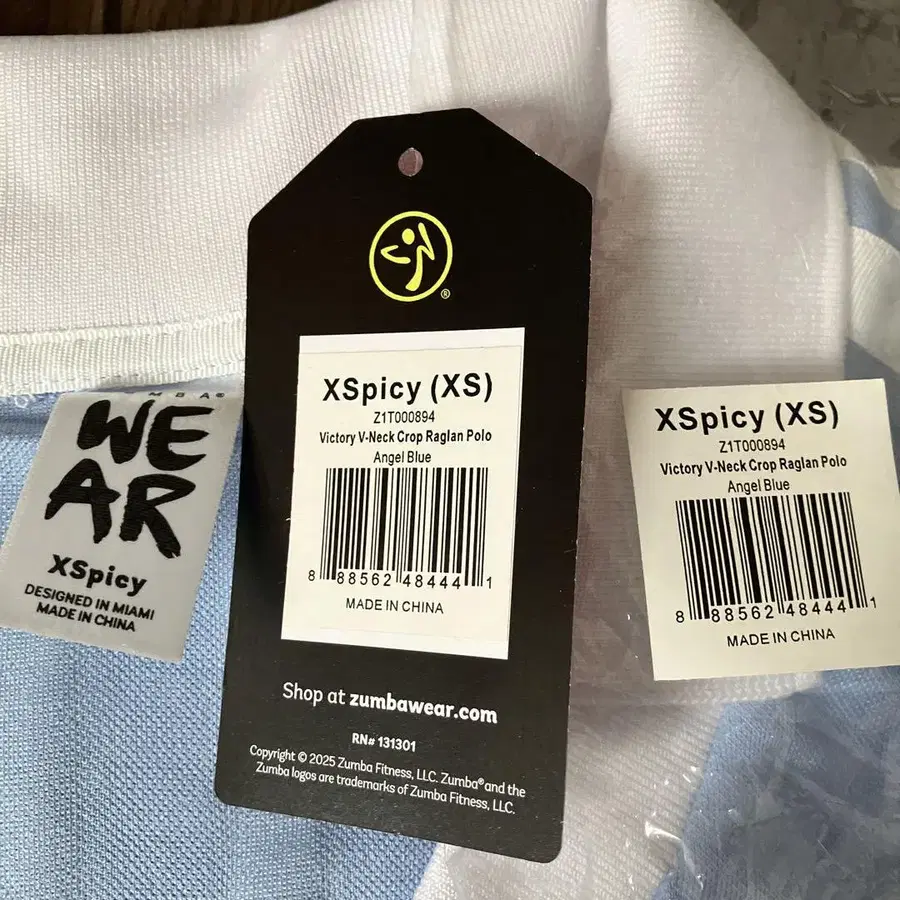 WE
AR
XSpicy
DESIGNED IN MIAMI
MADE IN CHINA
®
XSpicy (XS)
Z1T000894
Victory V-Neck Crop Raglan Polo
Angel Blue
8 88562 48444 1
MADE IN CHINA
Shop at zumbawear.com
RN# 131301
Copyright © 2025 Zumba Fitness, LLC. Zumba® and the
Zumba logos are trademarks of Zumba Fitness, LLC.
XSpicy (XS)
Z1T000894
Victory V-Neck Crop Raglan Polo
Angel Blue
8 88562 48444 1
MADE IN CHINA